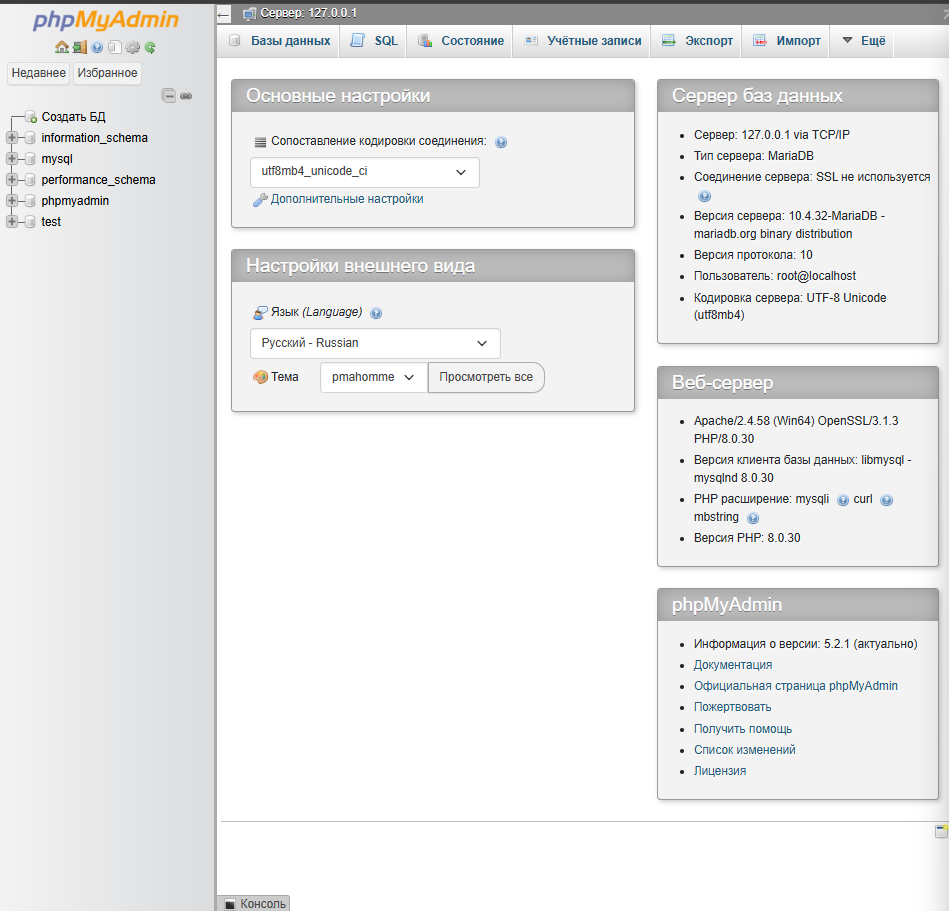 phpMyAdmin
Недавнее
Избранное
Создать БД
information_schema
mysql
performance_schema
phpmyadmin
test
Сервер: 127.0.0.1
Базы данных
SQL
Состояние
Учётные записи
Экспорт
Импорт
Ещё
Основные настройки
Сопоставление кодировки соединения:
utf8mb4_unicode_ci
Дополнительные настройки
Настройки внешнего вида
Язык (Language)
Русский - Russian
Тема
pmahomme
Просмотреть все
Сервер баз данных
Сервер: 127.0.0.1 via TCP/IP
Тип сервера: MariaDB
Соединение сервера: SSL не используется
Версия сервера: 10.4.32-MariaDB -
mariadb.org binary distribution
Версия протокола: 10
Пользователь: root@localhost
Кодировка сервера: UTF-8 Unicode
(utf8mb4)
Веб-сервер
Apache/2.4.58 (Win64) OpenSSL/3.1.3
PHP/8.0.30
Версия клиента базы данных: libmysql -
mysqlnd 8.0.30
PHP расширение: mysqli curl
mbstring
Версия PHP: 8.0.30
phpMyAdmin
Информация о версии: 5.2.1 (актуально)
Документация
Официальная страница phpMyAdmin
Пожертвовать
Получить помощь
Список изменений
Лицензия
Консоль